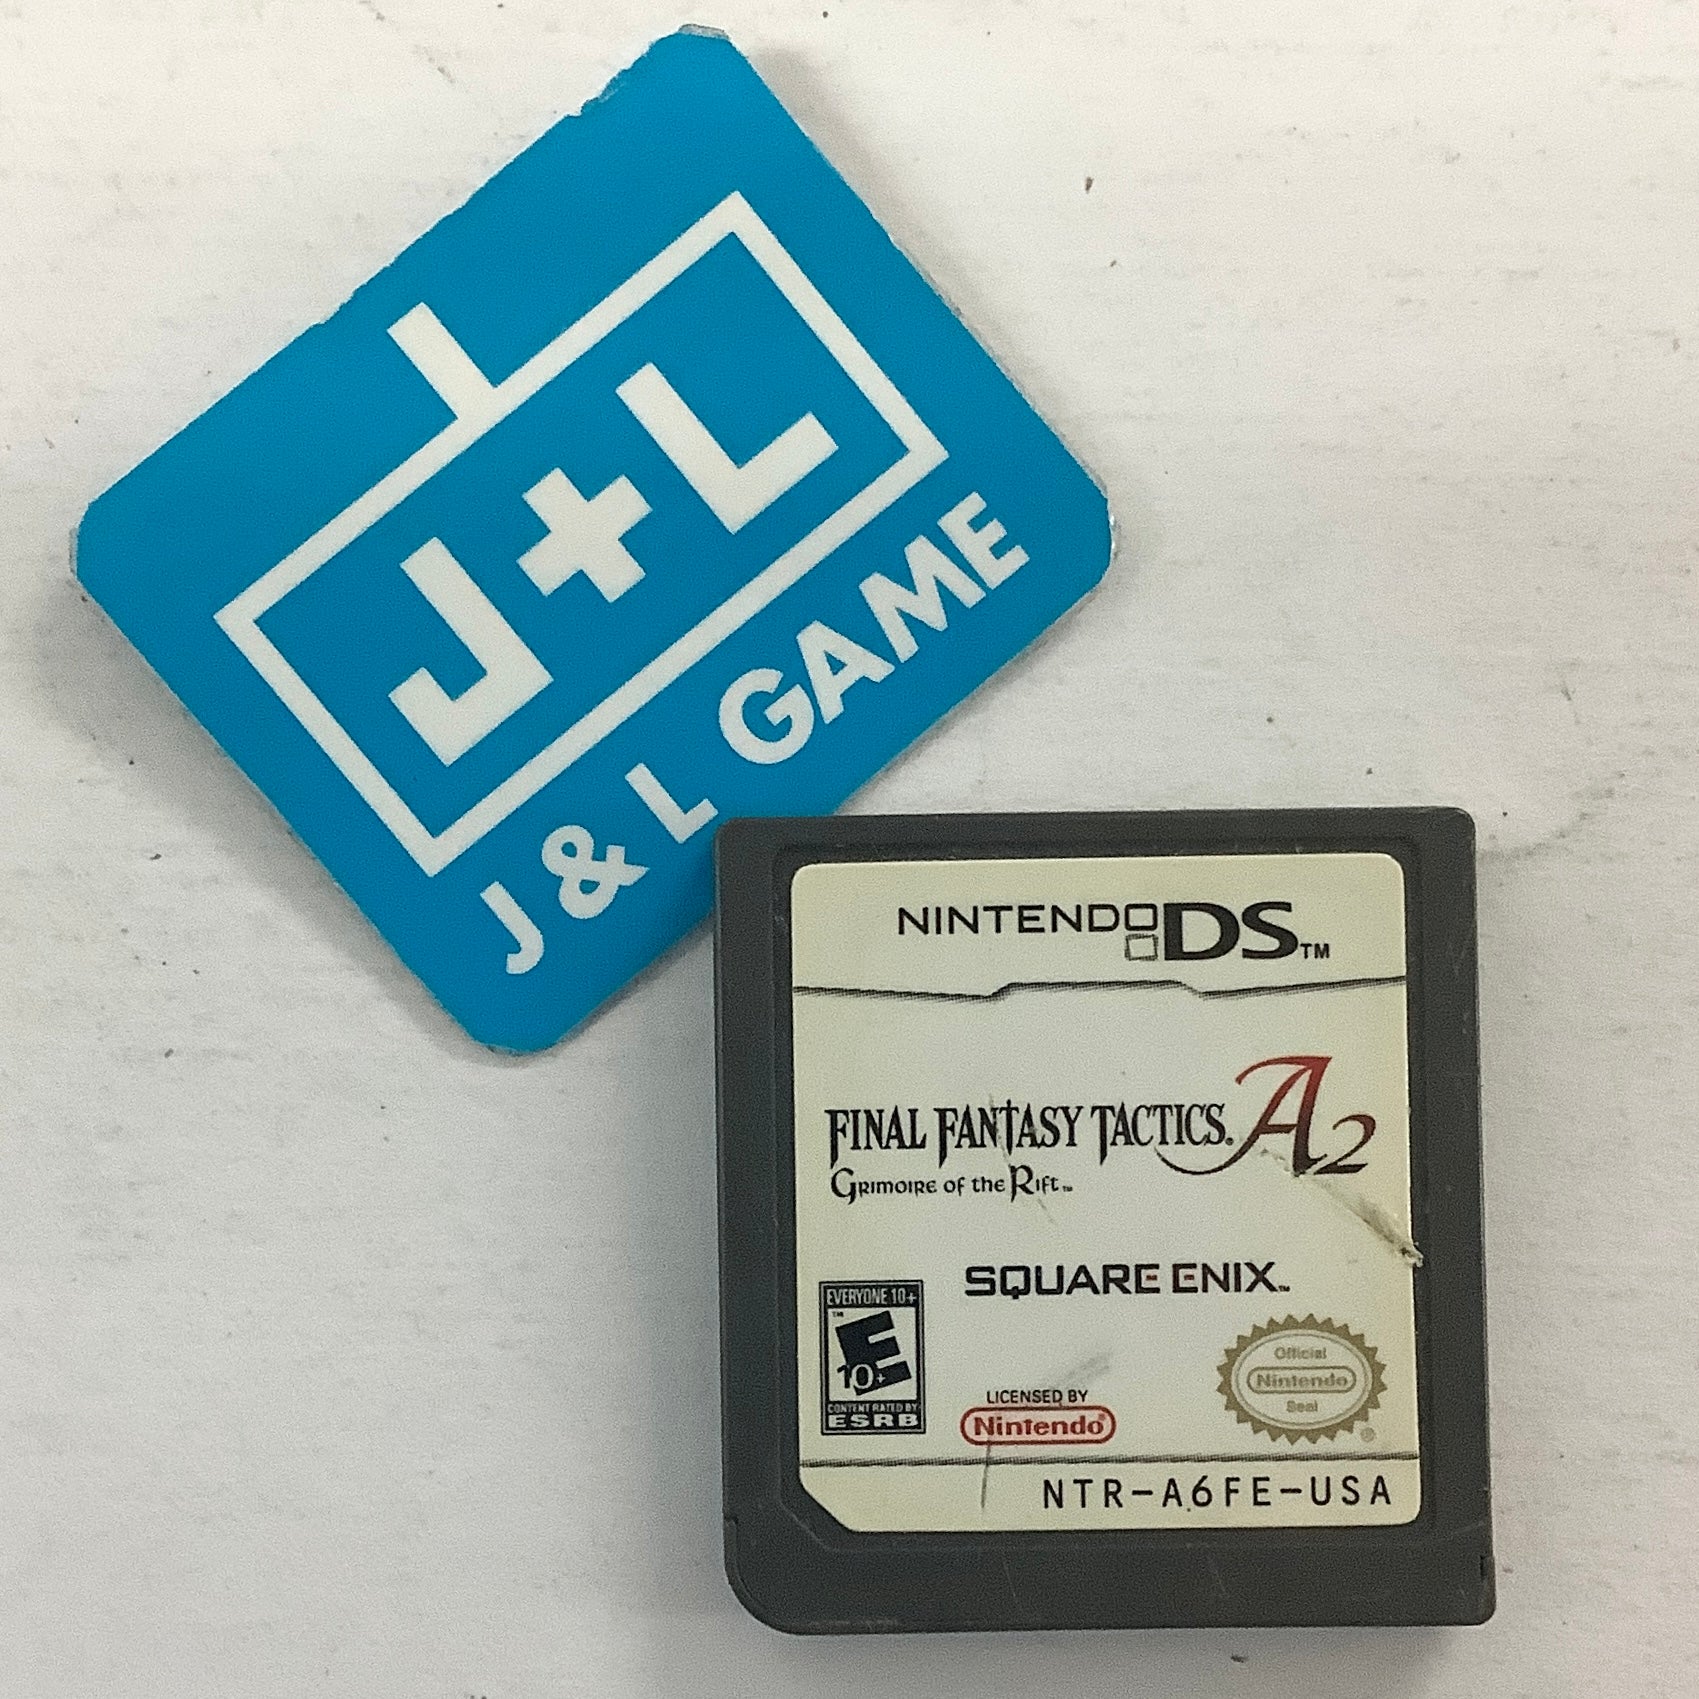 J+L
J & L GAME
NINTENDO DS™
FINAL FANTASY TACTICS® A2
GRIMOIRE OF THE RIFT™
SQUARE ENIX™
EVERYONE 10+
™
E
10+
CONTENT RATED BY
ESRB
LICENSED BY
Nintendo®
Official
Nintendo
Seal
®
NTR-A6FE-USA